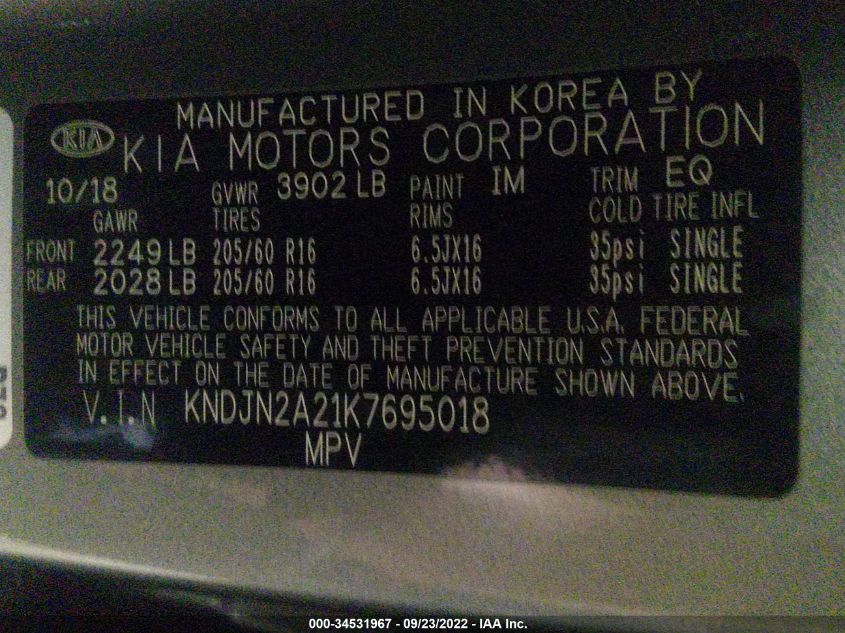 MANUFACTURED IN KOREA BY
KIA KIA MOTORS CORPORATION
10/18 GVWR 3902 LB PAINT IM TRIM EQ
GAWR TIRES RIMS COLD TIRE INFL
FRONT 2249 LB 205/60 R16 6.5JX16 35psi SINGLE
REAR 2028 LB 205/60 R16 6.5JX16 35psi SINGLE
THIS VEHICLE CONFORMS TO ALL APPLICABLE U.S.A. FEDERAL
MOTOR VEHICLE SAFETY AND THEFT PREVENTION STANDARDS
IN EFFECT ON THE DATE OF MANUFACTURE SHOWN ABOVE.
V.I.N KNDJN2A21K7695018
MPV
000-34531967 - 09/23/2022 - IAA Inc.